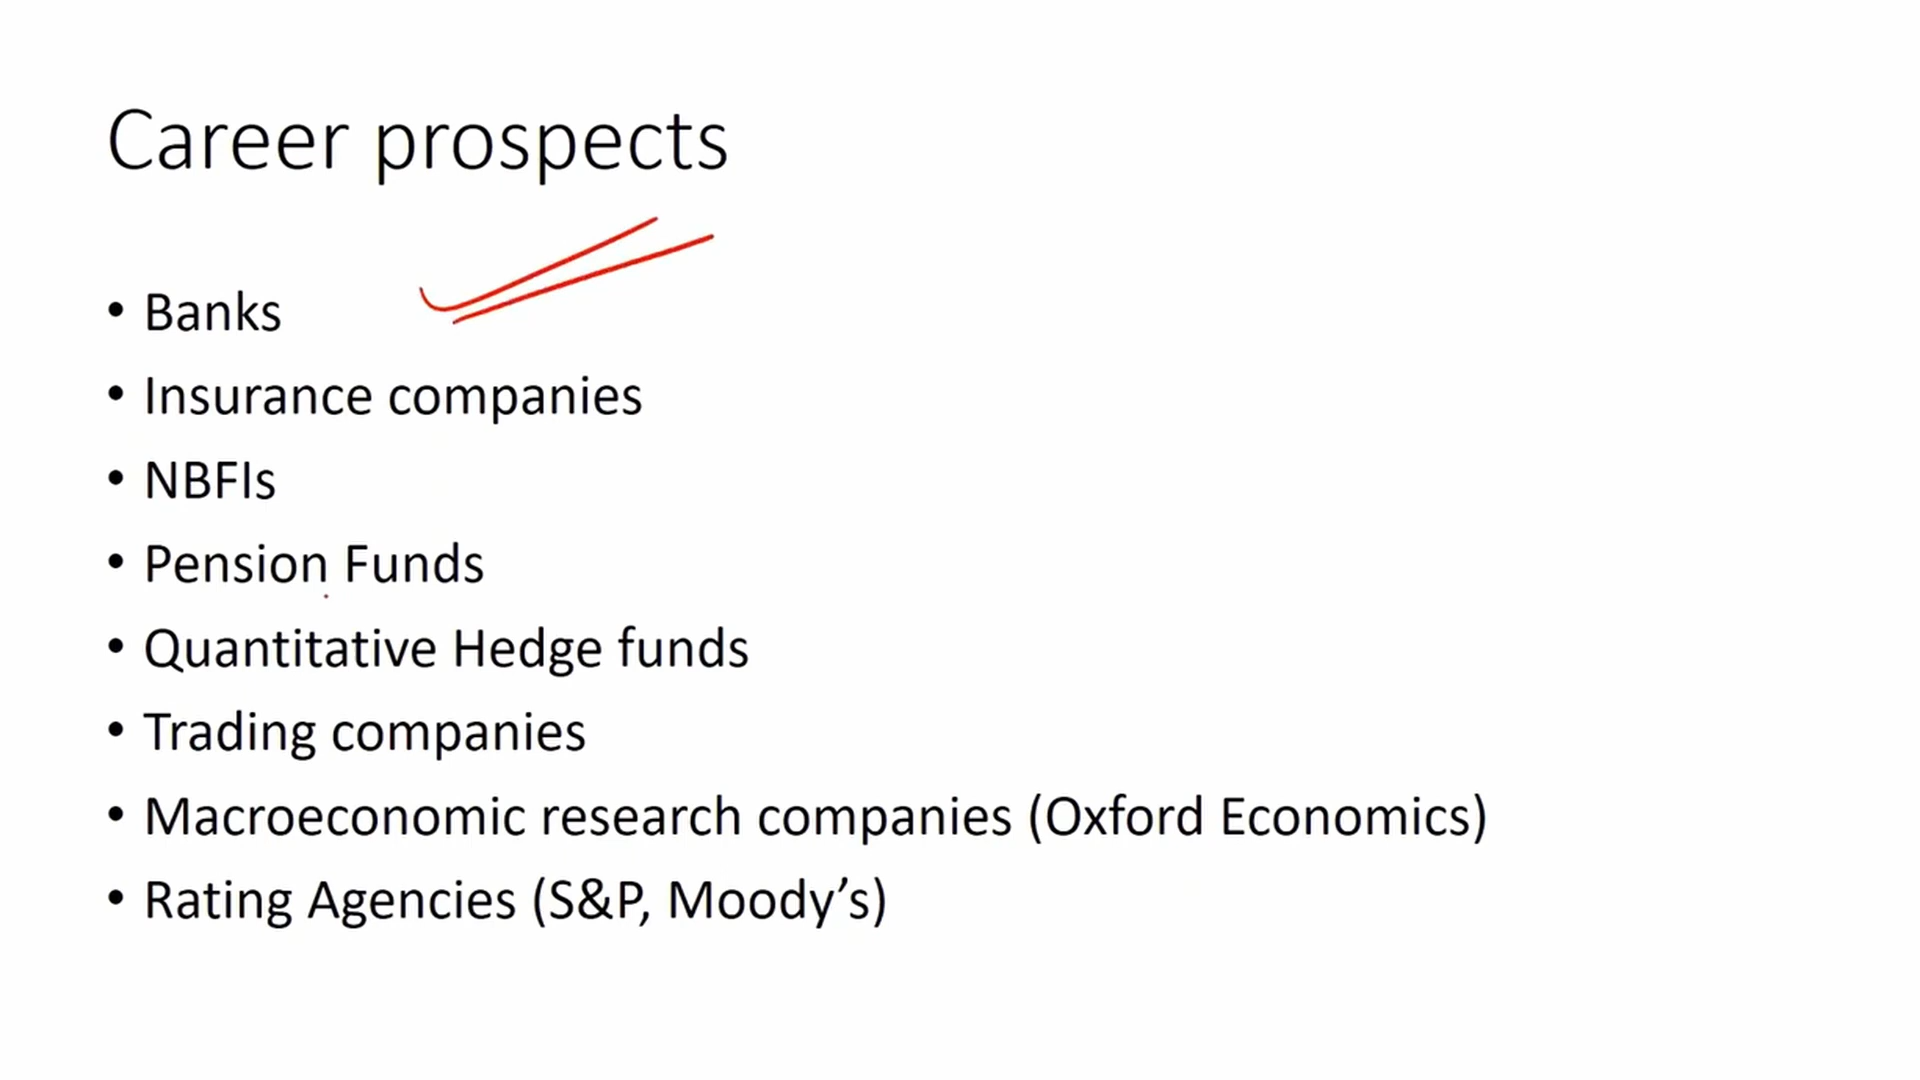 Career prospects
• Banks
• Insurance companies
• NBFIs
• Pension Funds
• Quantitative Hedge funds
• Trading companies
• Macroeconomic research companies (Oxford Economics)
• Rating Agencies (S&P, Moody’s)